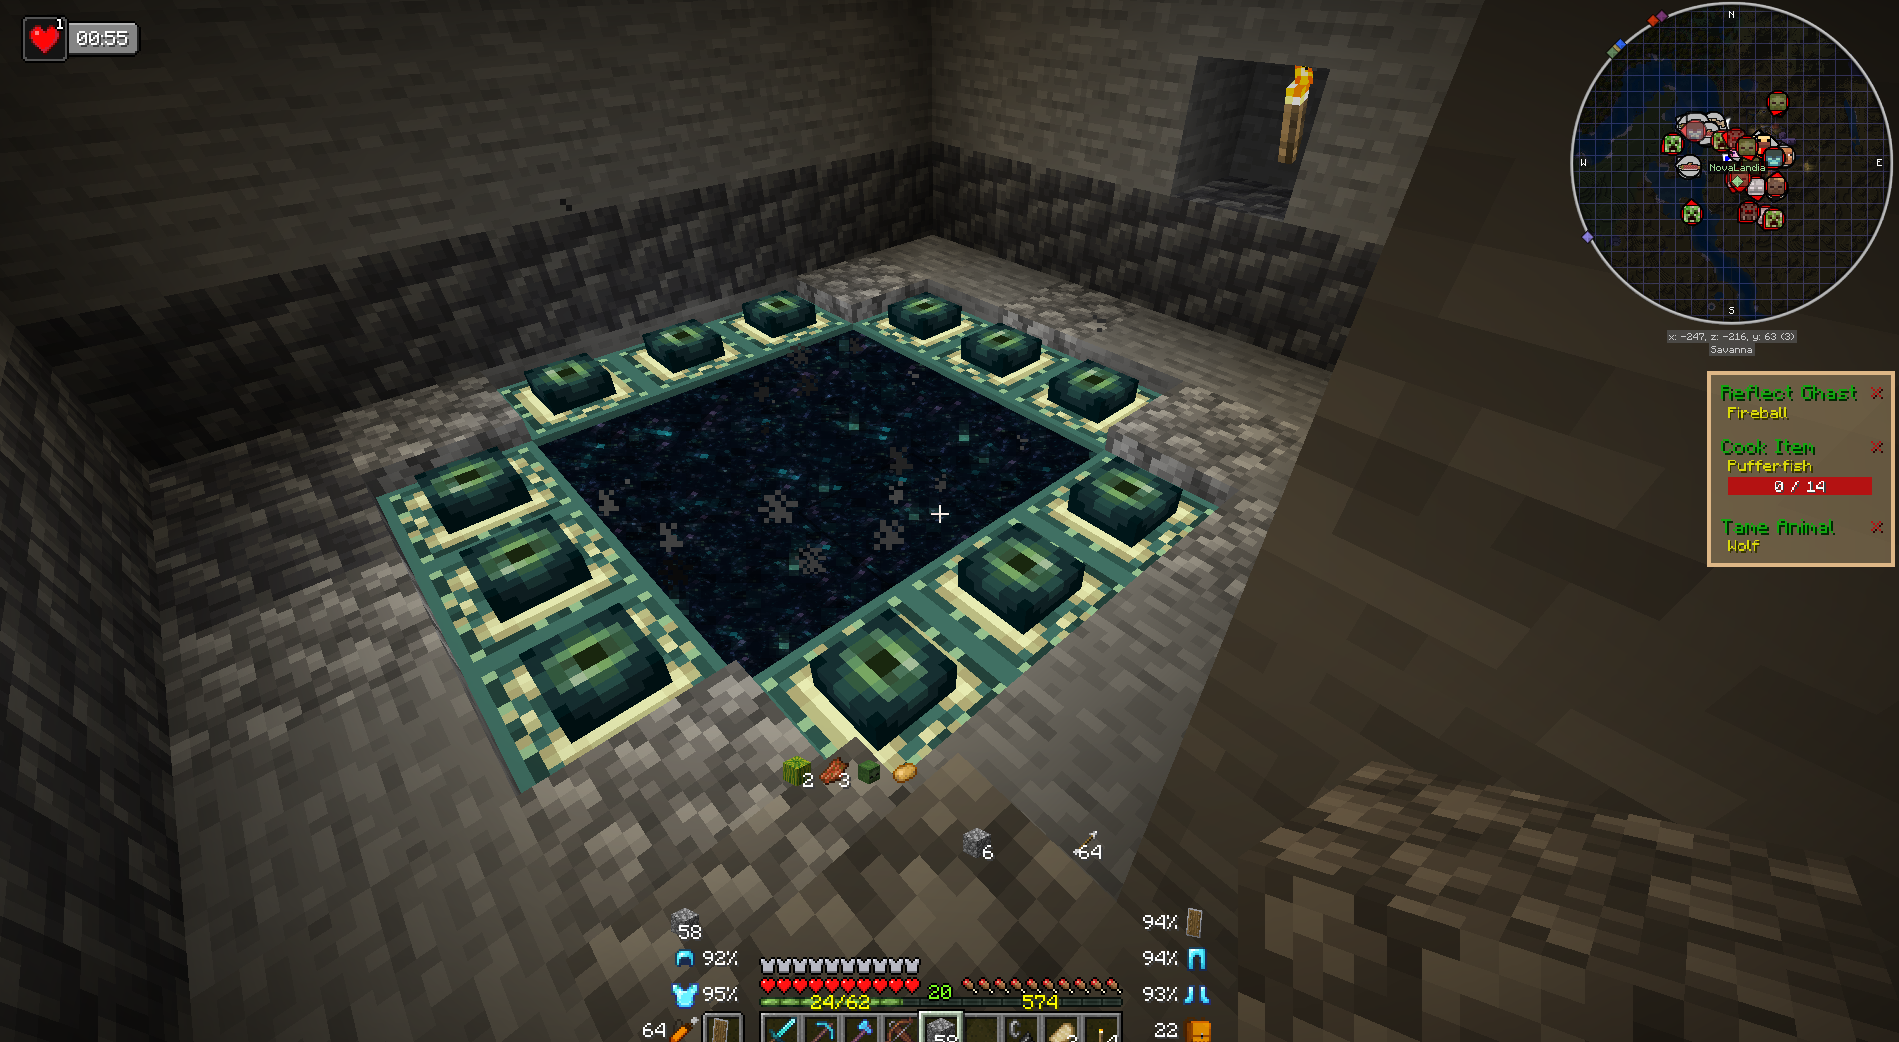 1
00:55
N
W
E
NovaLandia
S
x: -247, z: -216, y: 63 (3)
Savanna
Reflect Ghast
Fireball
Cook Item
Pufferfish
0 / 14
Tame Animal
Wolf
2
3
6
64
58
94%
92%
94%
95%
24/62
20
574
93%
64
22